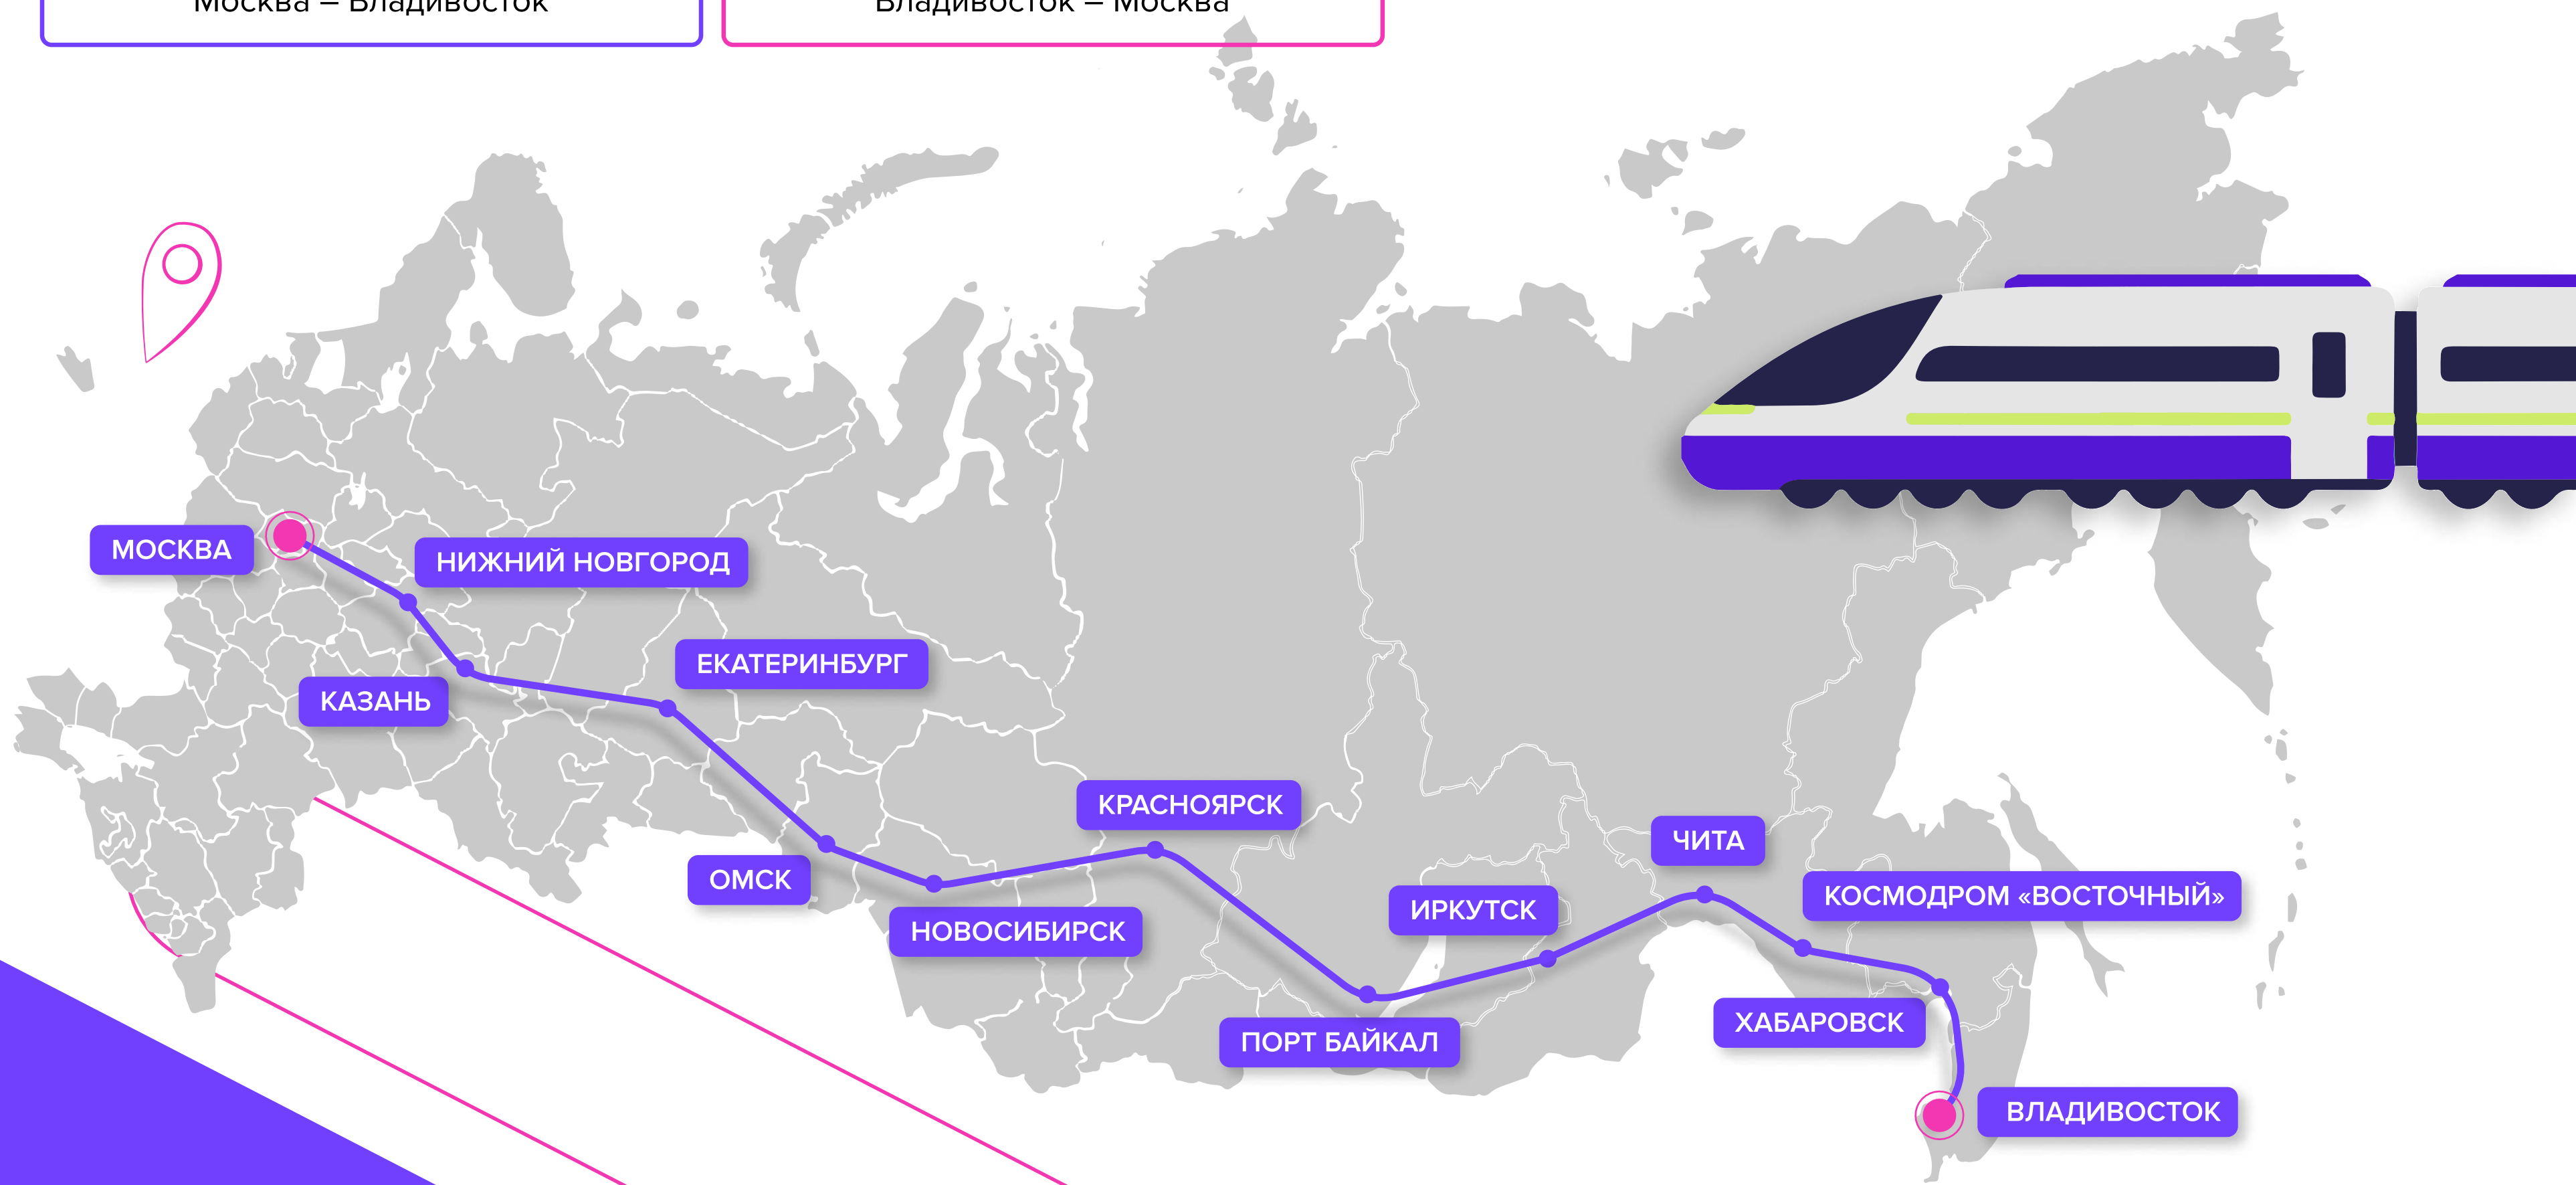 Москва – Владивосток
Владивосток – Москва
МОСКВА
НИЖНИЙ НОВГОРОД
ЕКАТЕРИНБУРГ
КАЗАНЬ
КРАСНОЯРСК
ЧИТА
ОМСК
КОСМОДРОМ «ВОСТОЧНЫЙ»
ИРКУТСК
НОВОСИБИРСК
ХАБАРОВСК
ПОРТ БАЙКАЛ
ВЛАДИВОСТОК